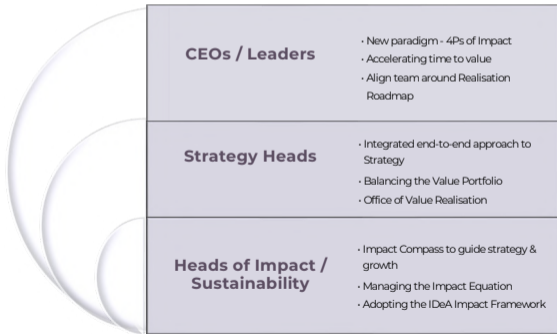 CEOs / Leaders
• New paradigm - 4Ps of Impact
• Accelerating time to value
• Align team around Realisation
Roadmap
Strategy Heads
• Integrated end-to-end approach to
Strategy
• Balancing the Value Portfolio
• Office of Value Realisation
Heads of Impact /
Sustainability
• Impact Compass to guide strategy &
growth
• Managing the Impact Equation
• Adopting the IDeA Impact Framework